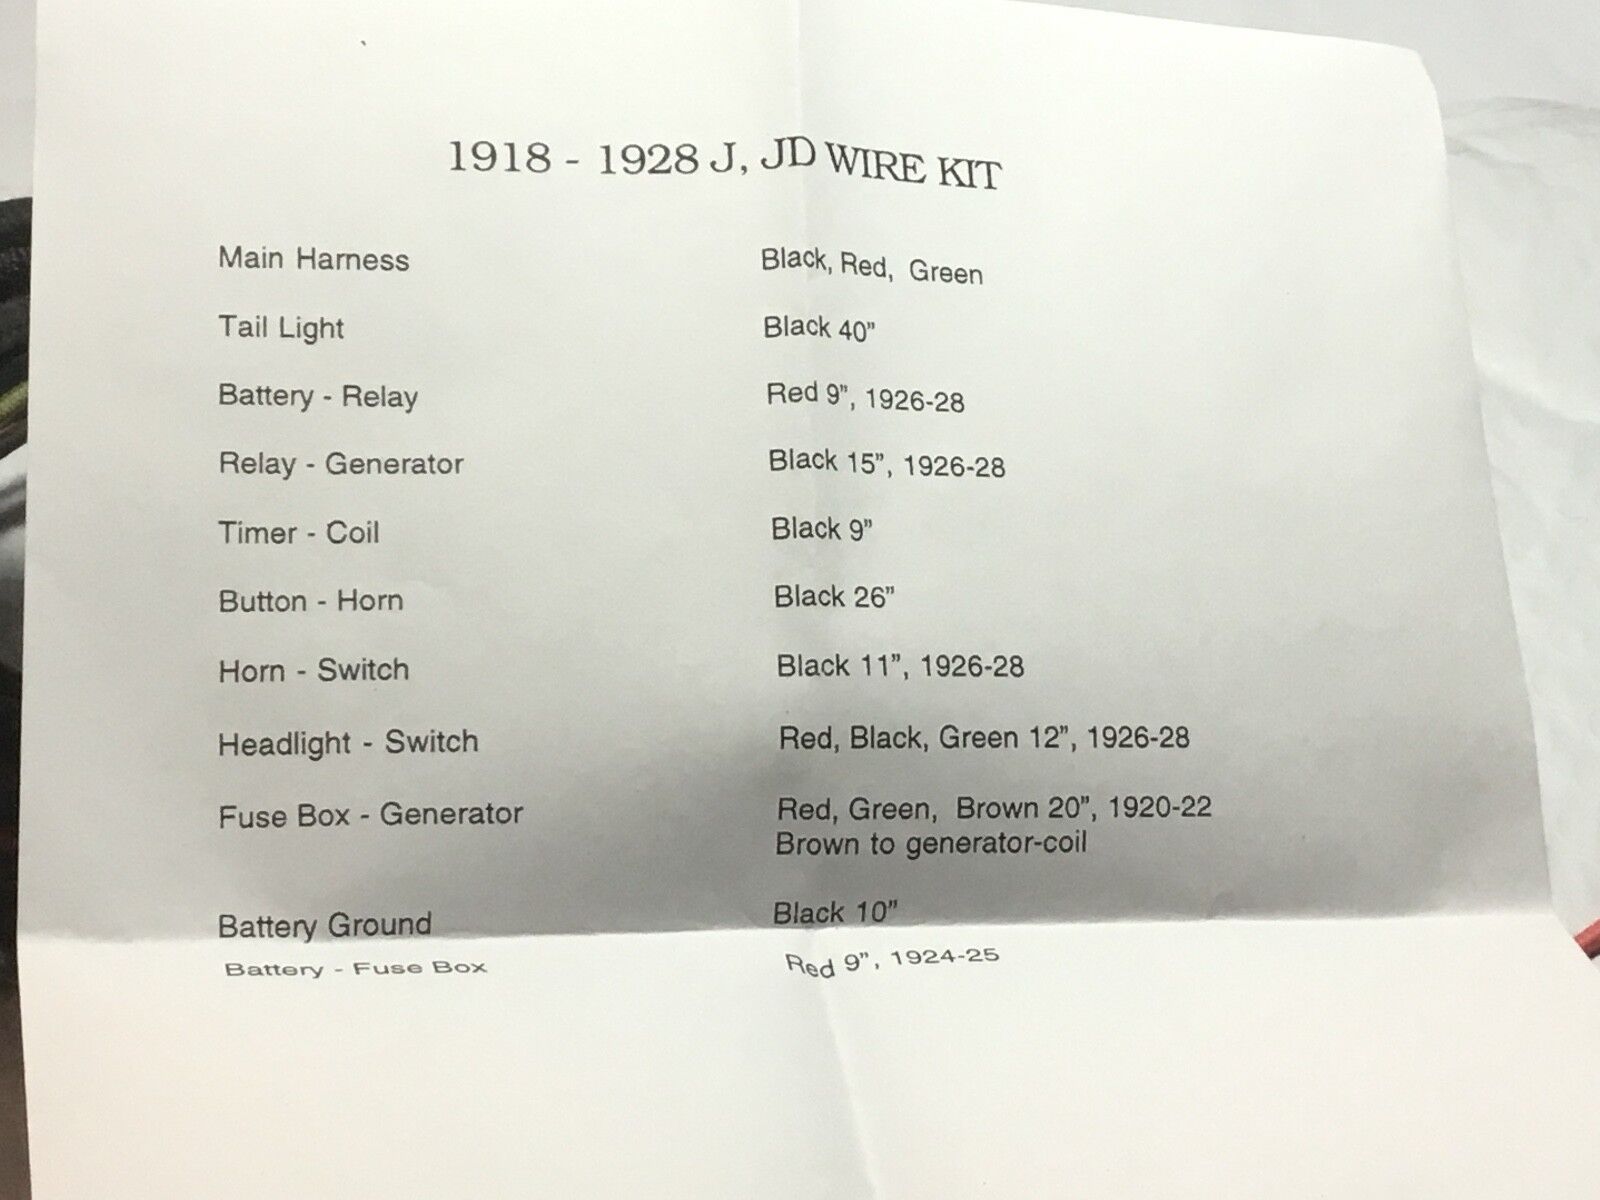 1918 - 1928 J, JD WIRE KIT
Main Harness Black, Red, Green
Tail Light Black 40”
Battery - Relay Red 9”, 1926-28
Relay - Generator Black 15”, 1926-28
Timer - Coil Black 9”
Button - Horn Black 26”
Horn - Switch Black 11”, 1926-28
Headlight - Switch Red, Black, Green 12”, 1926-28
Fuse Box - Generator Red, Green, Brown 20”, 1920-22
Brown to generator-coil
Battery Ground Black 10”
Battery - Fuse Box Red 9”, 1924-25